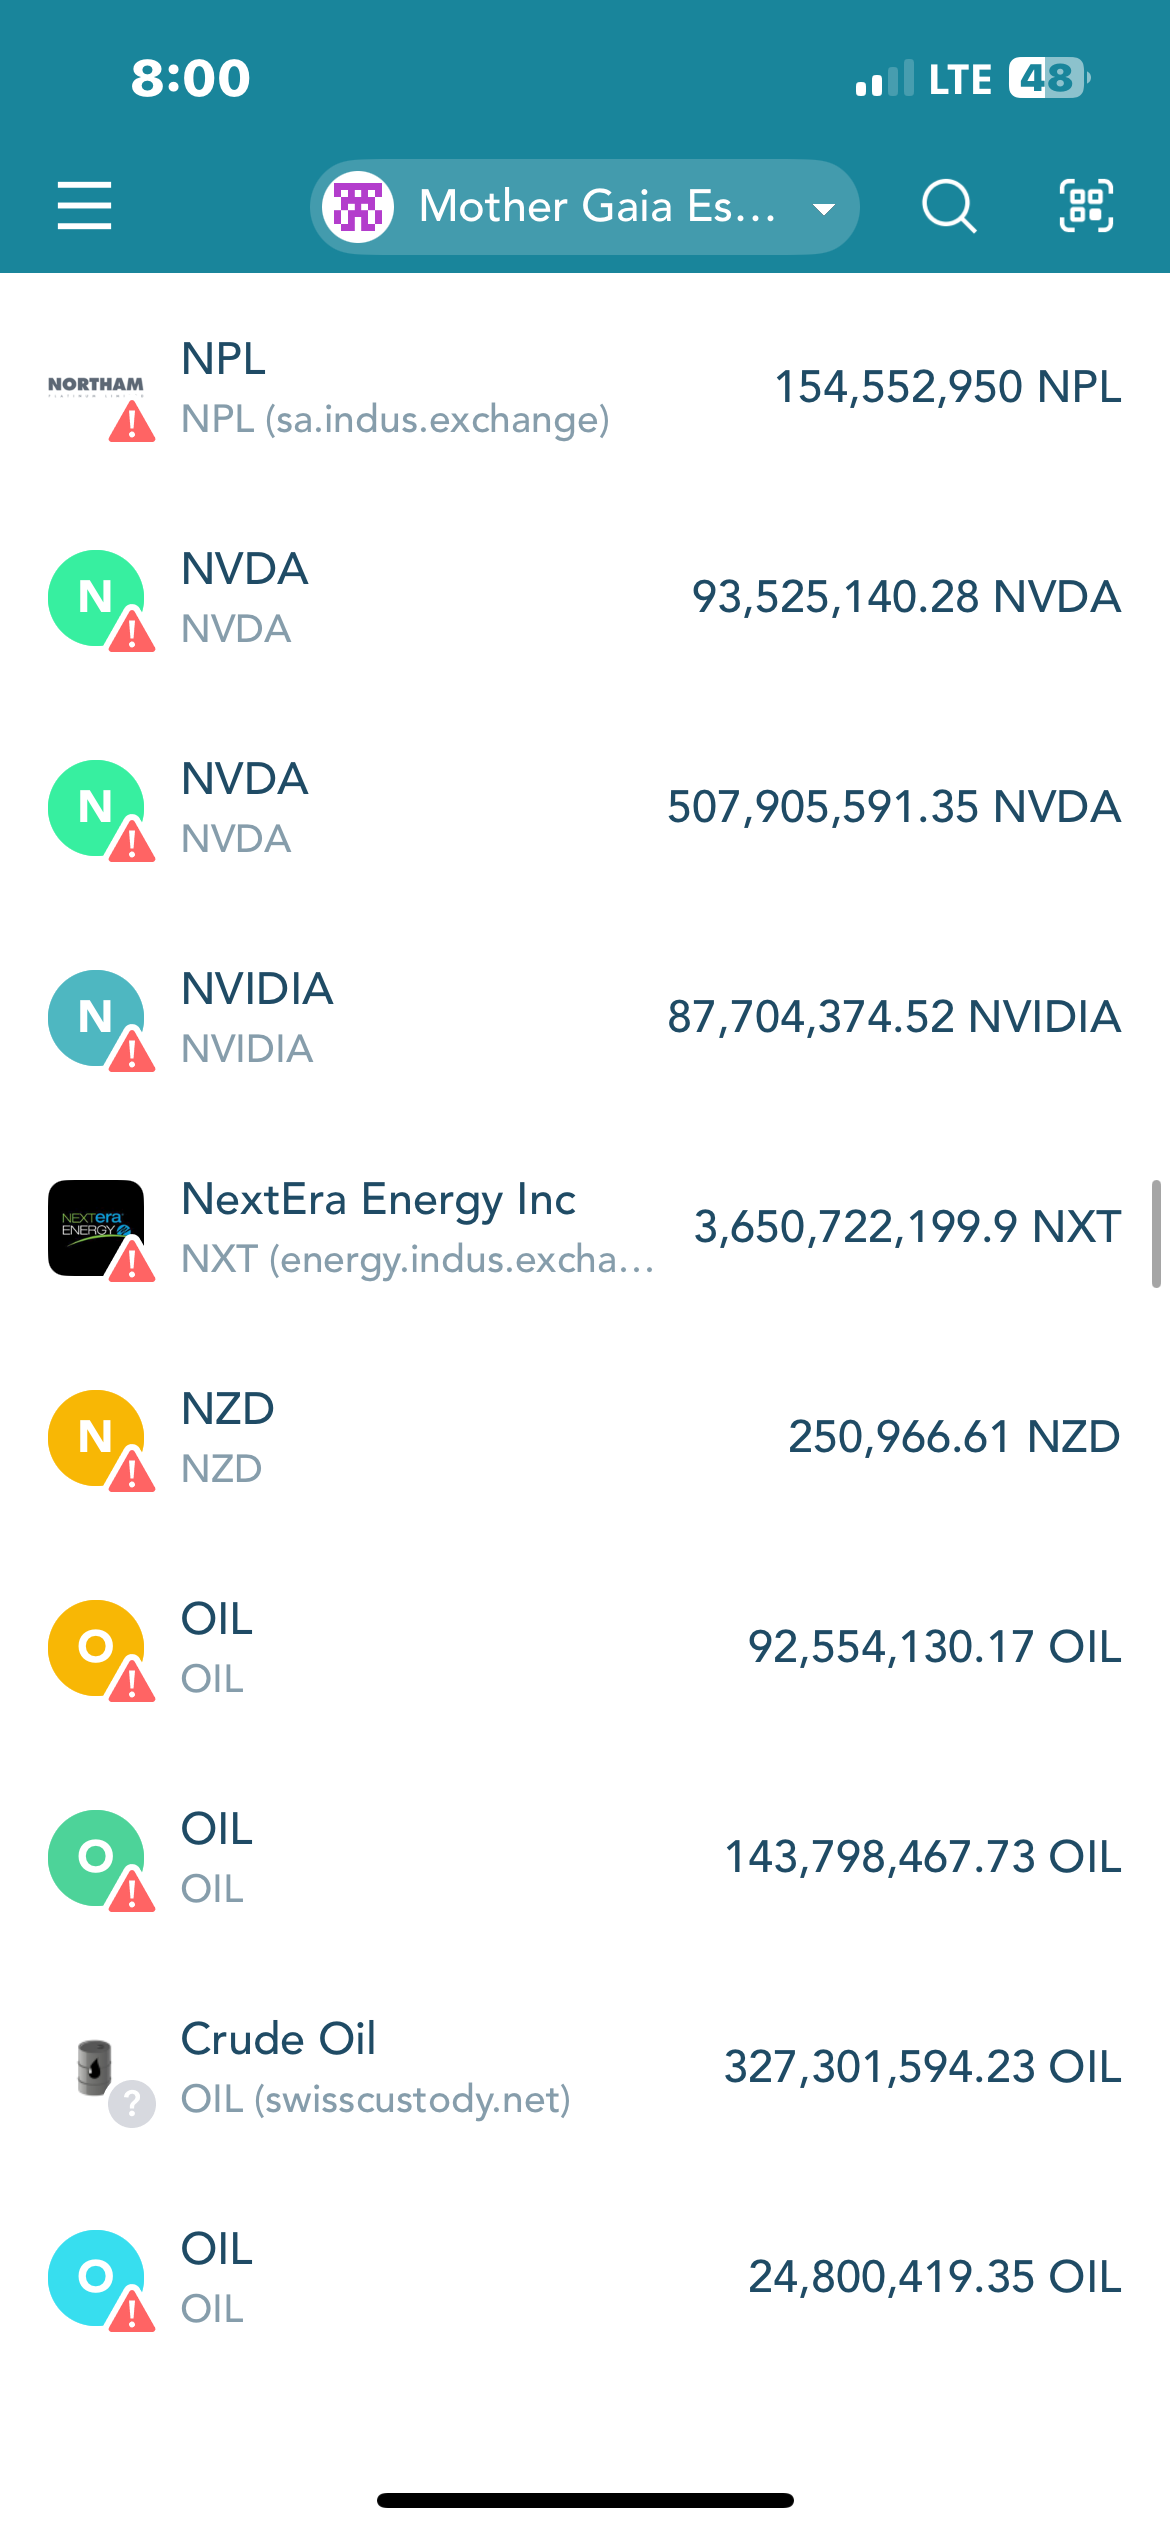 8:00
LTE 48
Mother Gaia Es...
NORTHAM
NPL
NPL (sa.indus.exchange)
154,552,950 NPL
N
NVDA
NVDA
93,525,140.28 NVDA
N
NVDA
NVDA
507,905,591.35 NVDA
N
NVIDIA
NVIDIA
87,704,374.52 NVIDIA
NEXTera
ENERGY
NextEra Energy Inc
NXT (energy.indus.excha...
3,650,722,199.9 NXT
N
NZD
NZD
250,966.61 NZD
O
OIL
OIL
92,554,130.17 OIL
O
OIL
OIL
143,798,467.73 OIL
Crude Oil
OIL (swisscustody.net)
327,301,594.23 OIL
?
O
OIL
OIL
24,800,419.35 OIL